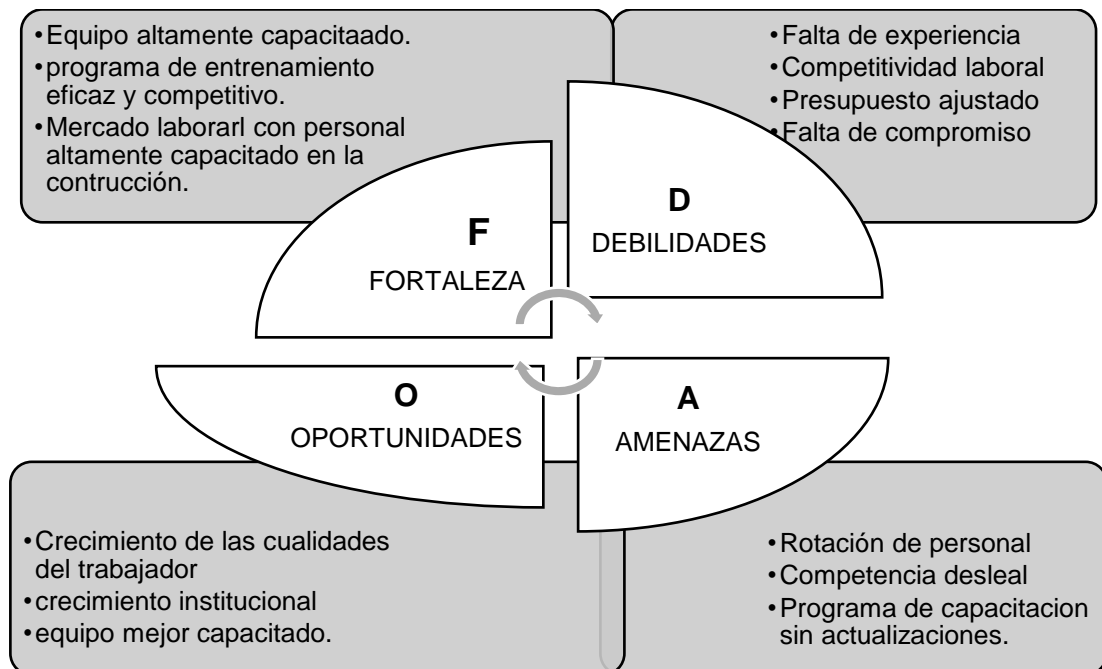 •Equipo altamente capacitaado.
•programa de entrenamiento
eficaz y competitivo.
•Mercado laborarl con personal
altamente capacitado en la
contrucción.
•Falta de experiencia
•Competitividad laboral
•Presupuesto ajustado
•Falta de compromiso
F
FORTALEZA
D
DEBILIDADES
O
OPORTUNIDADES
A
AMENAZAS
•Crecimiento de las cualidades
del trabajador
•crecimiento institucional
•equipo mejor capacitado.
•Rotación de personal
•Competencia desleal
•Programa de capacitacion
sin actualizaciones.